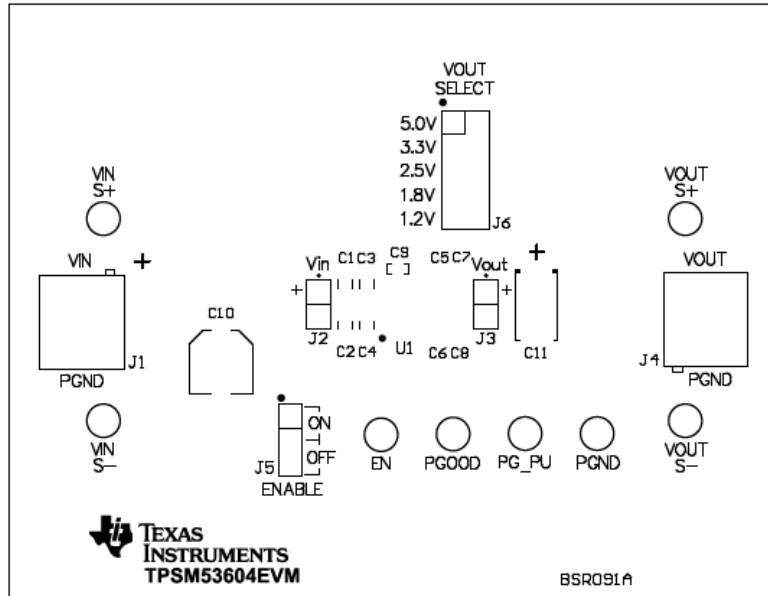 VOUT
SELECT
5.0V
3.3V
2.5V
1.8V
1.2V
J6
VIN
S+
VOUT
S+
VIN
+
Vin
C1 C3
C9
C5 C7
Vout
+
VOUT
+
+
C10
J2
C2 C4
U1
C6 C8
J3
C11
J1
J4
PGND
PGND
ON
OFF
J5
ENABLE
VIN
S-
EN
PGOOD
PG_PU
PGND
VOUT
S-
TEXAS
INSTRUMENTS
TPSM53604EVM
BSR091A